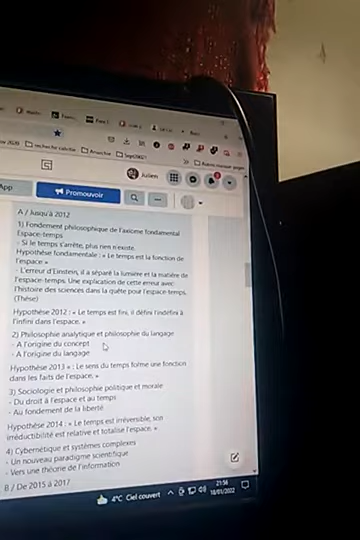 recherche
Anarchie
Sept2021
Autres marque-pages
Julien
App
Promouvoir
A / Jusqu'à 2012
1) Fondement philosophique de l'axiome fondamental
Espace-temps
- Si le temps s'arrête, plus rien n'existe.
Hypothèse fondamentale : « Le temps est la fonction de
l'espace »
- L'erreur d'Einstein, il a séparé la lumière et la matière de
l'espace-temps. Une explication de cette erreur avec
l'histoire des sciences dans la quête pour l'espace-temps.
(Thèse)
Hypothèse 2012 : « Le temps est fini, il défini l'indéfini à
l'infini dans l'espace. »
2) Philosophie analytique et philosophie du langage
- A l'origine du concept
- A l'origine du langage
Hypothèse 2013 « : Le sens du temps forme une fonction
dans les faits de l'espace. »
3) Sociologie et philosophie politique et morale
- Du droit à l'espace et au temps
- Au fondement de la liberté
Hypothèse 2014 : « Le temps est irréversible, son
irréductibilité est relative et totalise l'espace. »
4) Cybernétique et systèmes complexes
- Un nouveau paradigme scientifique
- Vers une théorie de l'information
B / De 2015 à 2017
4°C Ciel couvert
21:56
18/01/2022